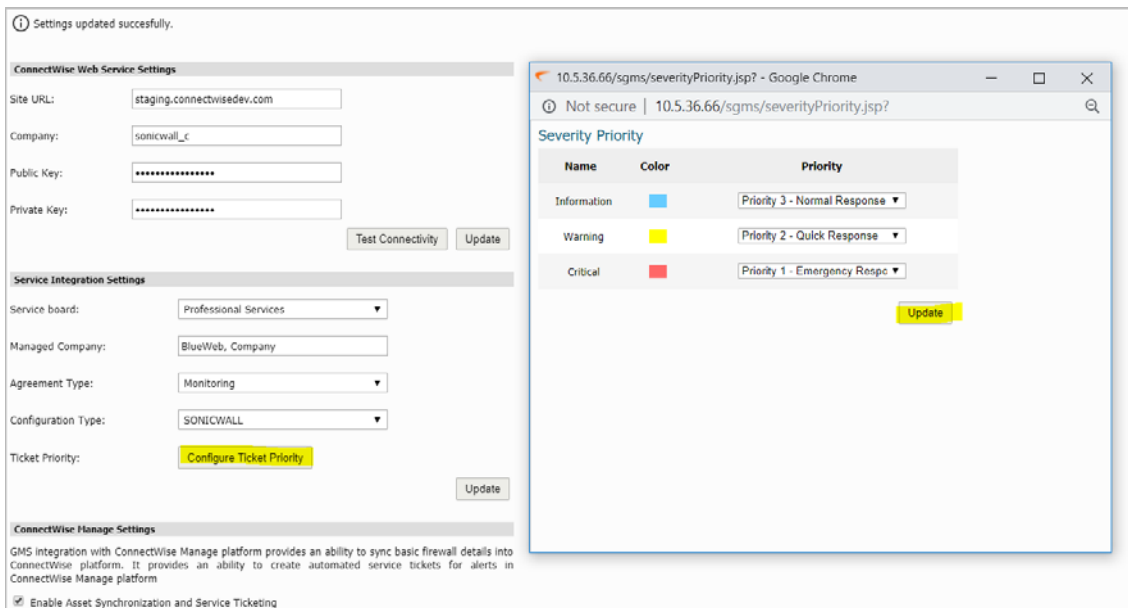 Settings updated succesfully.
ConnectWise Web Service Settings
Site URL:
staging.connectwisedev.com
Company:
sonicwall_c
Public Key:
••••••••••••••••
Private Key:
••••••••••••••••
Test Connectivity
Update
Service Integration Settings
Service board:
Professional Services
Managed Company:
BlueWeb, Company
Agreement Type:
Monitoring
Configuration Type:
SONICWALL
Ticket Priority:
Configure Ticket Priority
Update
ConnectWise Manage Settings
GMS integration with ConnectWise Manage platform provides an ability to sync basic firewall details into
ConnectWise platform. It provides an ability to create automated service tickets for alerts in
ConnectWise Manage platform
Enable Asset Synchronization and Service Ticketing
10.5.36.66/sgms/severityPriority.jsp? - Google Chrome
Not secure | 10.5.36.66/sgms/severityPriority.jsp?
Severity Priority
Name Color Priority
Information Priority 3 - Normal Response
Warning Priority 2 - Quick Response
Critical Priority 1 - Emergency Respc
Update